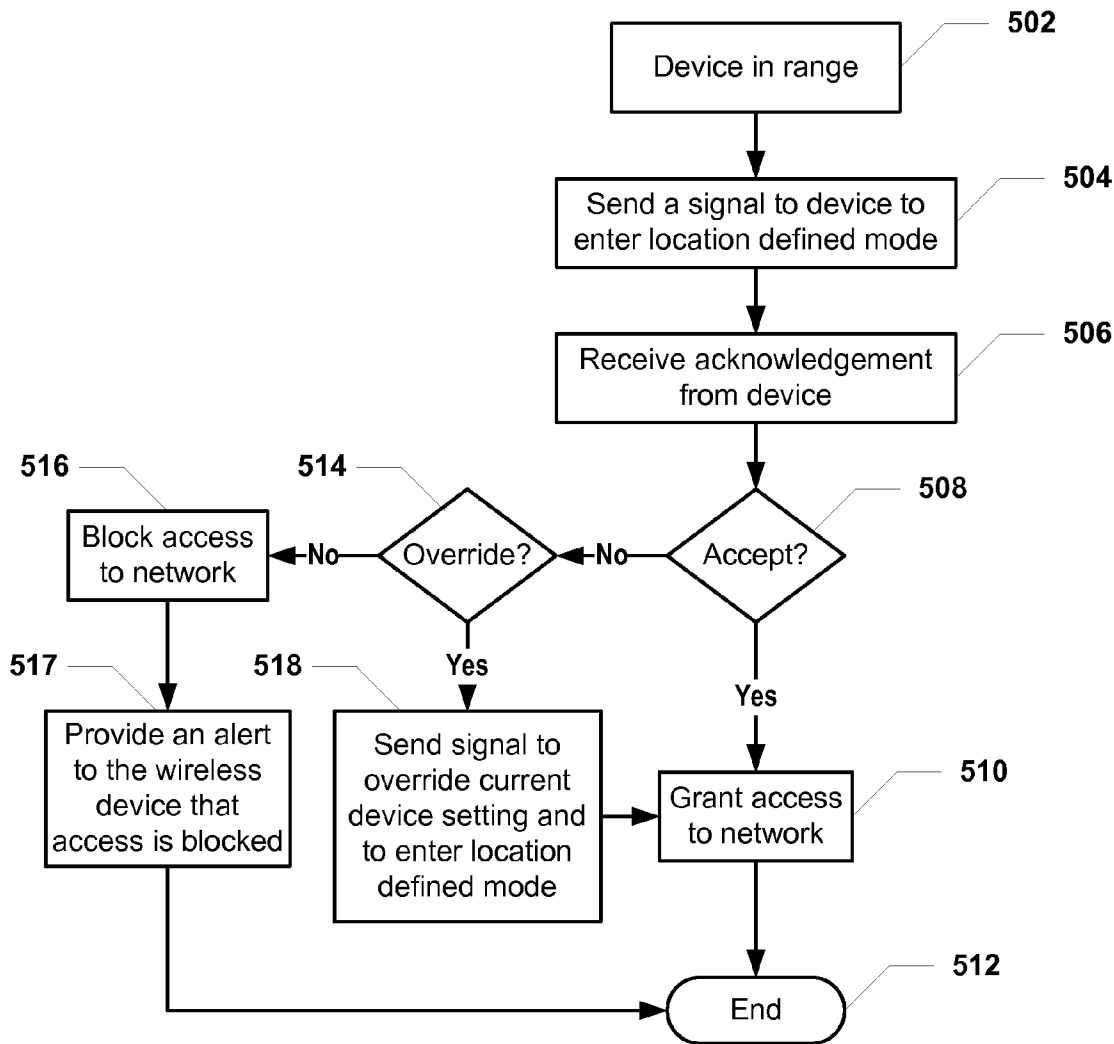 502
Device in range
504
Send a signal to device to
enter location defined mode
506
Receive acknowledgement
from device
508
Accept?
No
514
Override?
No
516
Block access
to network
517
Provide an alert
to the wireless
device that
access is blocked
Yes
518
Send signal to
override current
device setting and
to enter location
defined mode
Yes
510
Grant access
to network
512
End